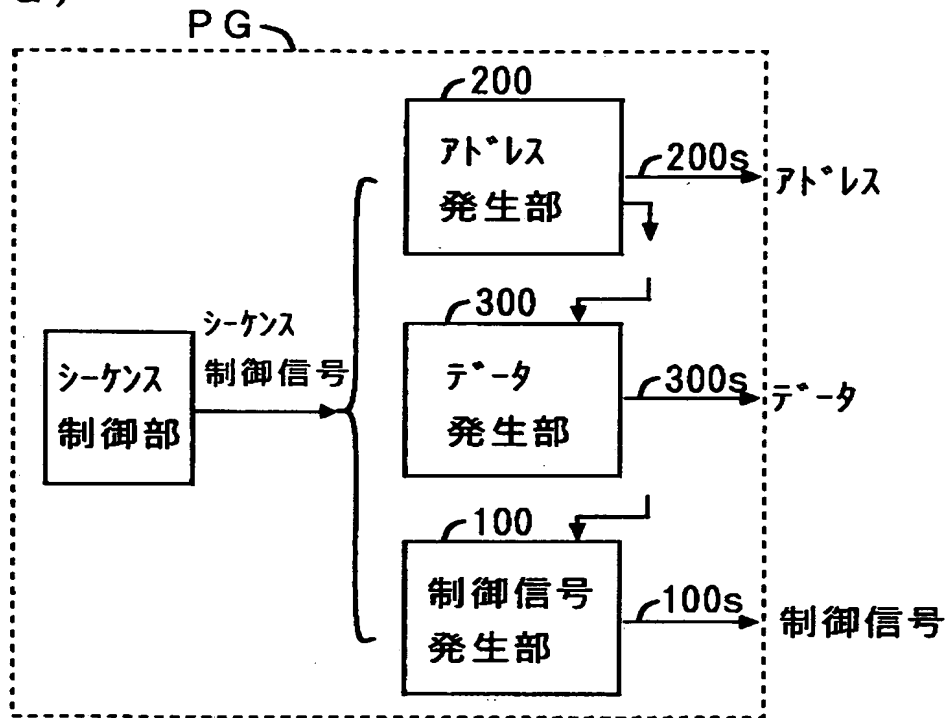 PG
200
ｱﾄﾞﾚｽ
発生部
200s
ｱﾄﾞﾚｽ
300
ﾃﾞｰﾀ
発生部
300s
ﾃﾞｰﾀ
ｼｰｹﾝｽ
制御部
ｼｰｹﾝｽ
制御信号
100
制御信号
発生部
100s
制御信号